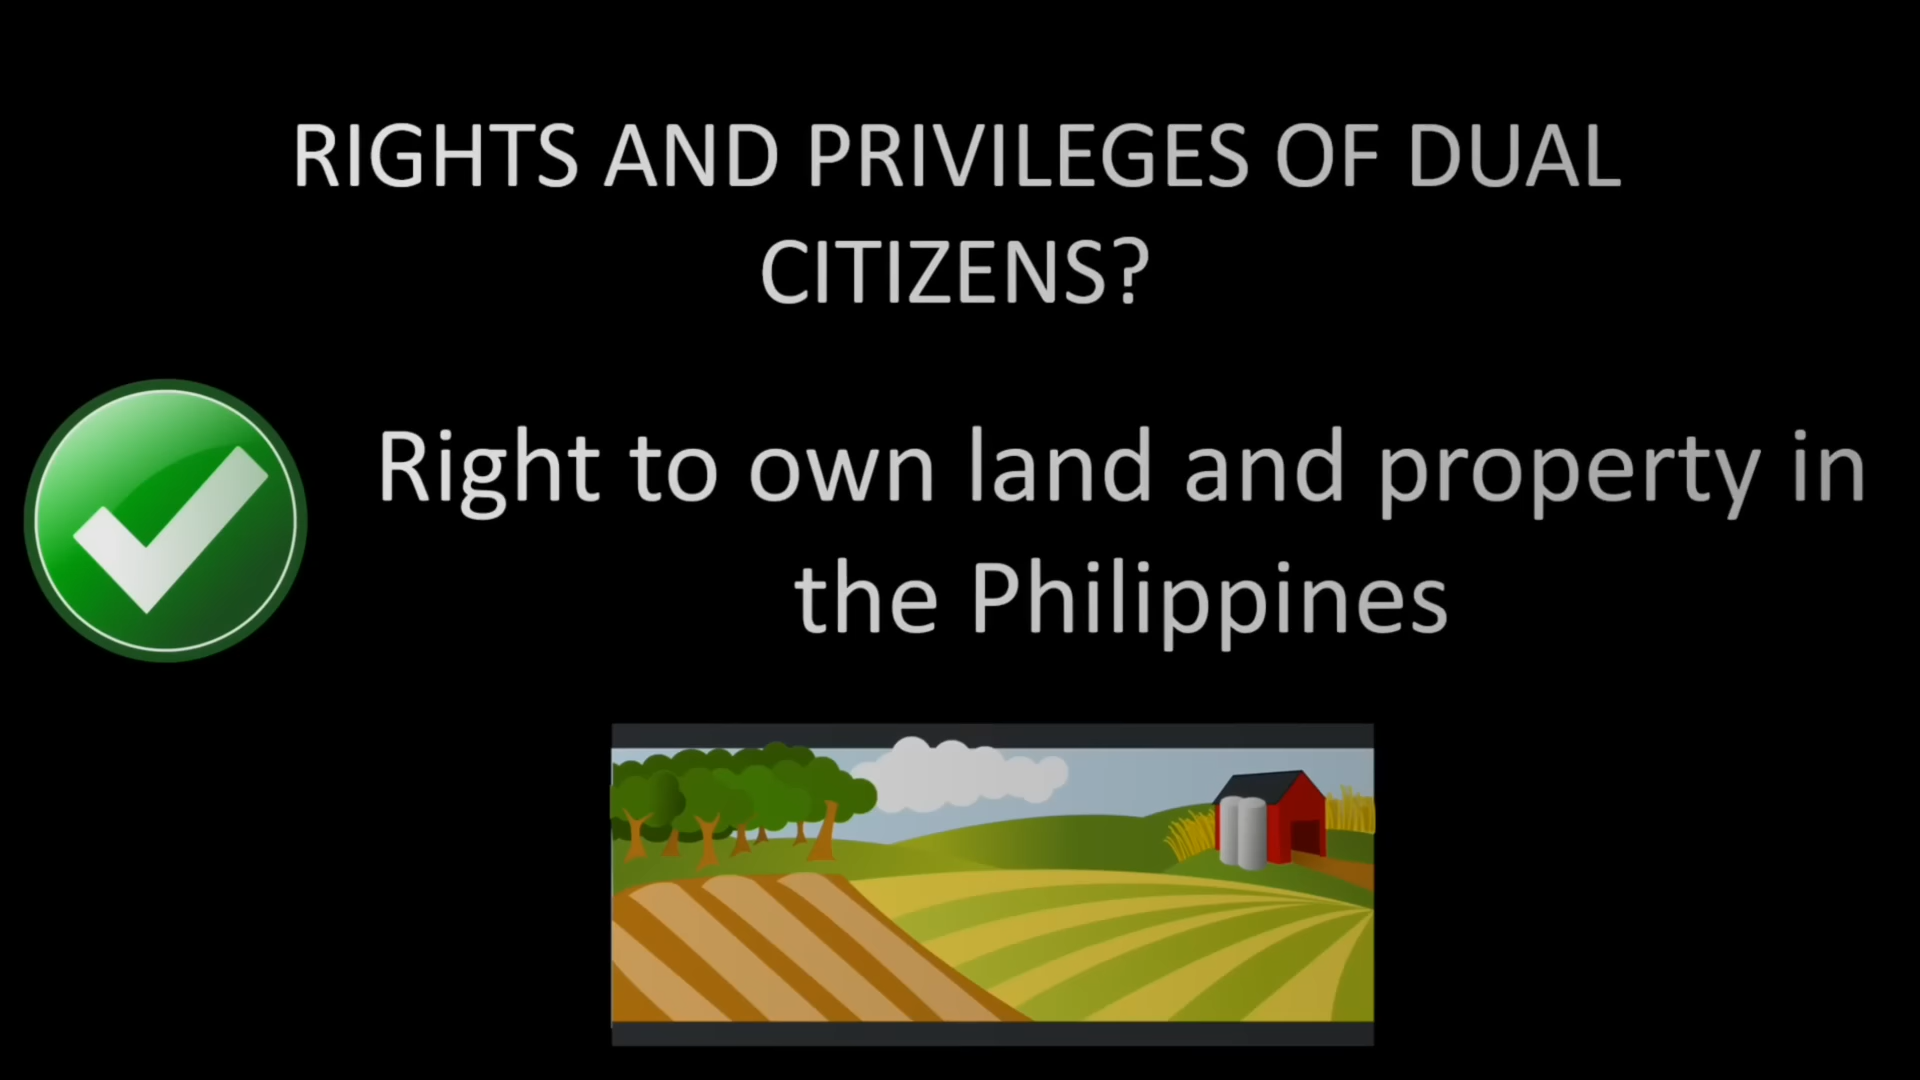 RIGHTS AND PRIVILEGES OF DUAL
CITIZENS?
Right to own land and property in
the Philippines